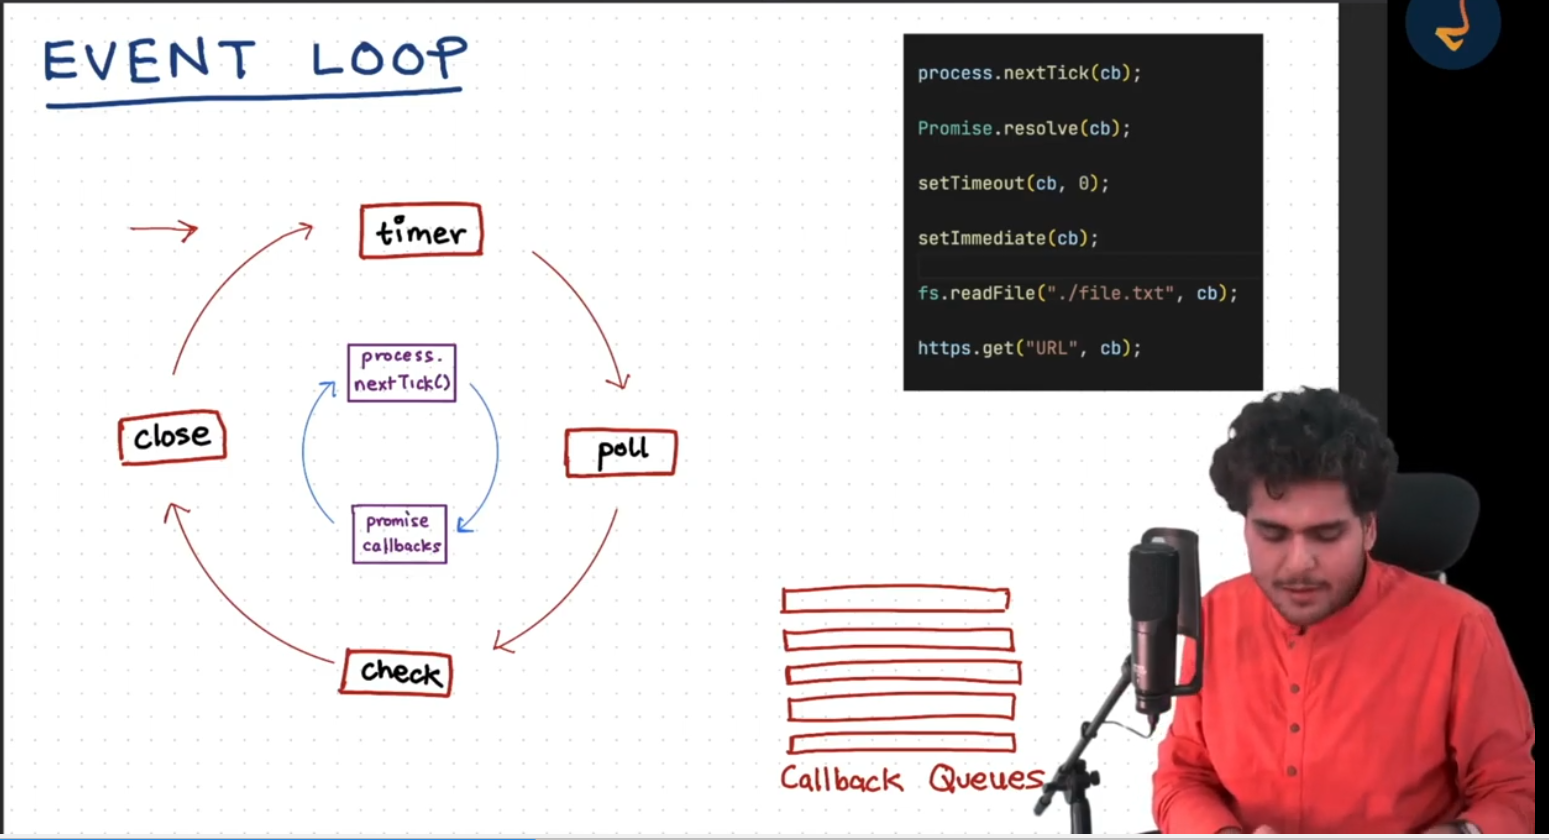 EVENT LOOP
process.nextTick(cb);
Promise.resolve(cb);
setTimeout(cb, 0);
setImmediate(cb);
fs.readFile("./file.txt", cb);
https.get("URL", cb);
timer
process.
nextTick()
close
poll
promise
callbacks
check
Callback Queues